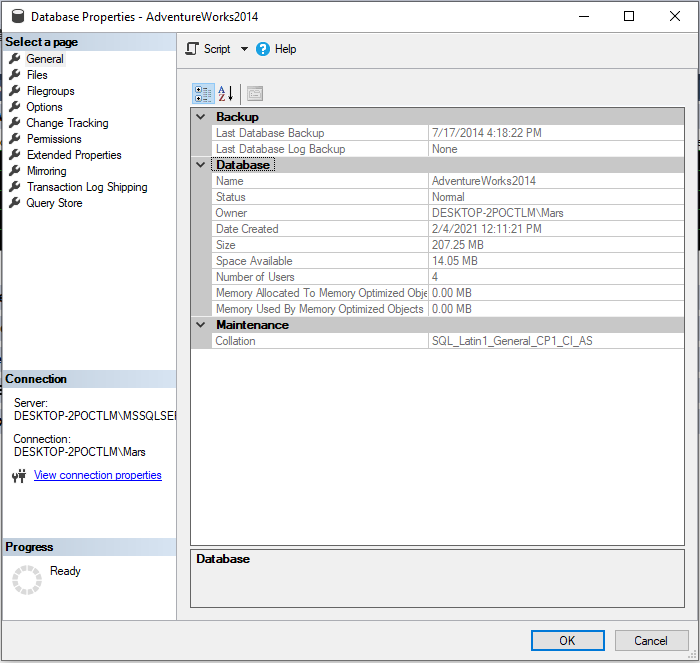 Database Properties - AdventureWorks2014
Select a page
General
Files
Filegroups
Options
Change Tracking
Permissions
Extended Properties
Mirroring
Transaction Log Shipping
Query Store
Connection
Server:
DESKTOP-2POCTLM\MSSQLSE
Connection:
DESKTOP-2POCTLM\Mars
View connection properties
Progress
Ready
Script Help
Backup
Last Database Backup 7/17/2014 4:18:22 PM
Last Database Log Backup None
Database
Name AdventureWorks2014
Status Normal
Owner DESKTOP-2POCTLM\Mars
Date Created 2/4/2021 12:11:21 PM
Size 207.25 MB
Space Available 14.05 MB
Number of Users 4
Memory Allocated To Memory Optimized Obje 0.00 MB
Memory Used By Memory Optimized Objects 0.00 MB
Maintenance
Collation SQL_Latin1_General_CP1_CI_AS
Database
OK Cancel